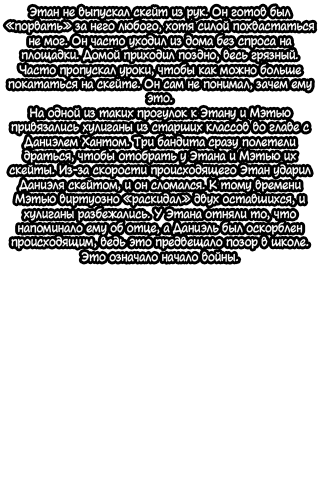 Этан не выпускал скейт из рук. Он готов был
«порвать» за него любого, хотя силой похвастаться
не мог. Он часто уходил из дома без спроса на
площадки. Домой приходил поздно, весь грязный.
Часто пропускал уроки, чтобы как можно больше
покататься на скейте. Он сам не понимал, зачем ему
это.
На одной из таких прогулок к Этану и Мэтью
привязались хулиганы из старших классов во главе с
Даниэлем Хантом. Три бандита сразу полетели
драться, чтобы отобрать у Этана и Мэтью их
скейты. Из-за скорости происходящего Этан ударил
Даниэля скейтом, и он сломался. К тому времени
Мэтью виртуозно «раскидал» двух оставшихся, и
хулиганы разбежались. У Этана отняли то, что
напоминало ему об отце, а Даниэль был оскорблен
происходящим, ведь это предвещало позор в школе.
Это означало начало войны.